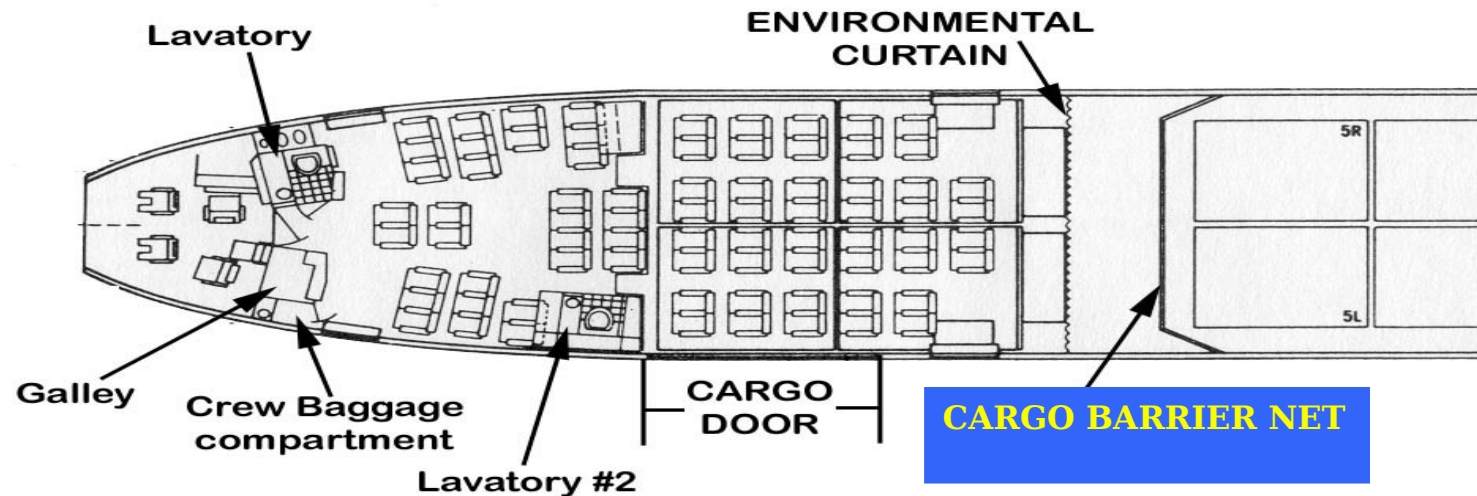 Lavatory
ENVIRONMENTAL
CURTAIN
5R
5L
Galley
Crew Baggage
compartment
Lavatory #2
CARGO
DOOR
CARGO BARRIER NET